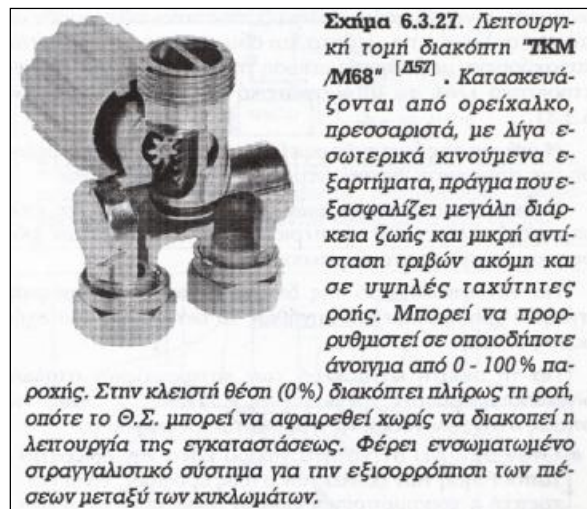 Σχήμα 6.3.27. Λειτουργι-
κή τομή διακόπτη "ΤΚΜ
/Μ68" [Δ57] . Κατασκευά-
ζονται από ορείχαλκο,
πρεσσαριστά, με λίγα ε-
σωτερικά κινούμενα ε-
ξαρτήματα, πράγμα που ε-
ξασφαλίζει μεγάλη διάρ-
κεια ζωής και μικρή αντί-
σταση τριβών ακόμη και
σε υψηλές ταχύτητες
ροής. Μπορεί να προρ-
ρυθμιστεί σε οποιοδήποτε
άνοιγμα από 0 - 100% πα-
ροχής. Στην κλειστή θέση (0%) διακόπτει πλήρως τη ροή,
οπότε το Θ.Σ. μπορεί να αφαιρεθεί χωρίς να διακοπεί η
λειτουργία της εγκαταστάσεως. Φέρει ενσωματωμένο
στραγγαλιστικό σύστημα για την εξισορρόπηση των πιέ-
σεων μεταξύ των κυκλωμάτων.